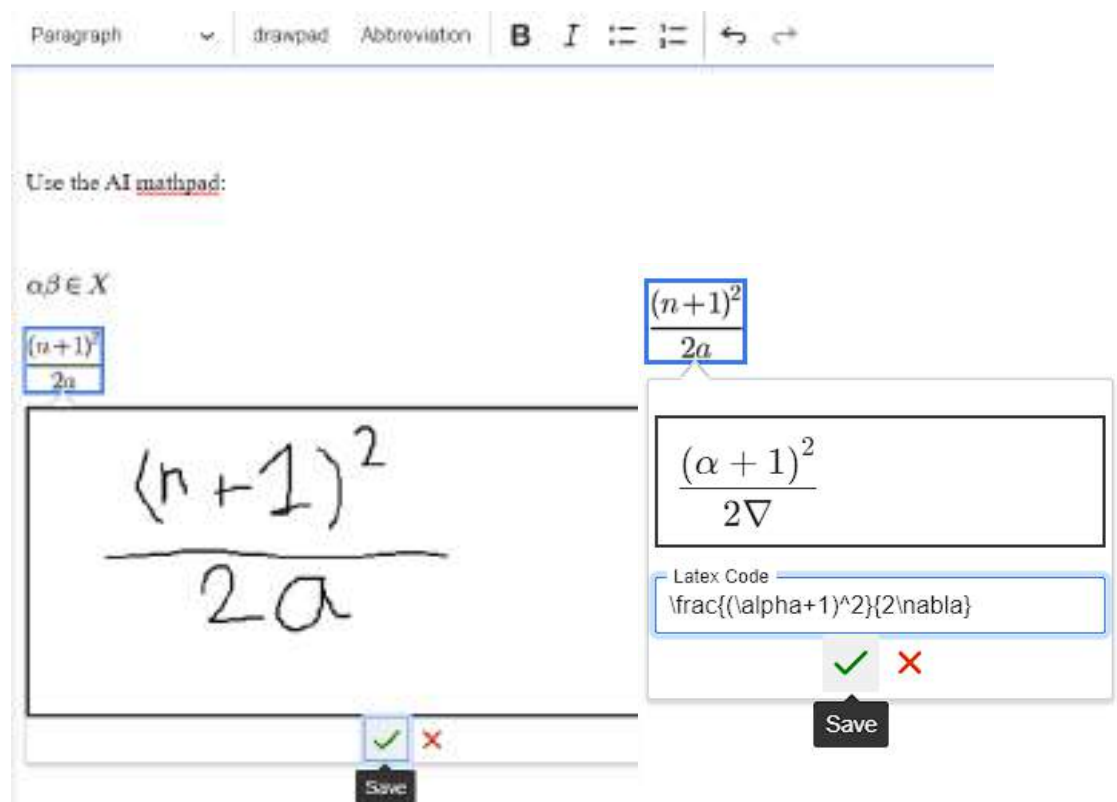 Paragraph drawpad Abbreviation B I
Use the AI mathpad:
αβ ∈ X
(n+1)²
2a
(n+1)²
2a
Save
(n+1)²
2a
(α + 1)²
2∇
Latex Code
\frac{(\alpha+1)^2}{2\nabla}
Save